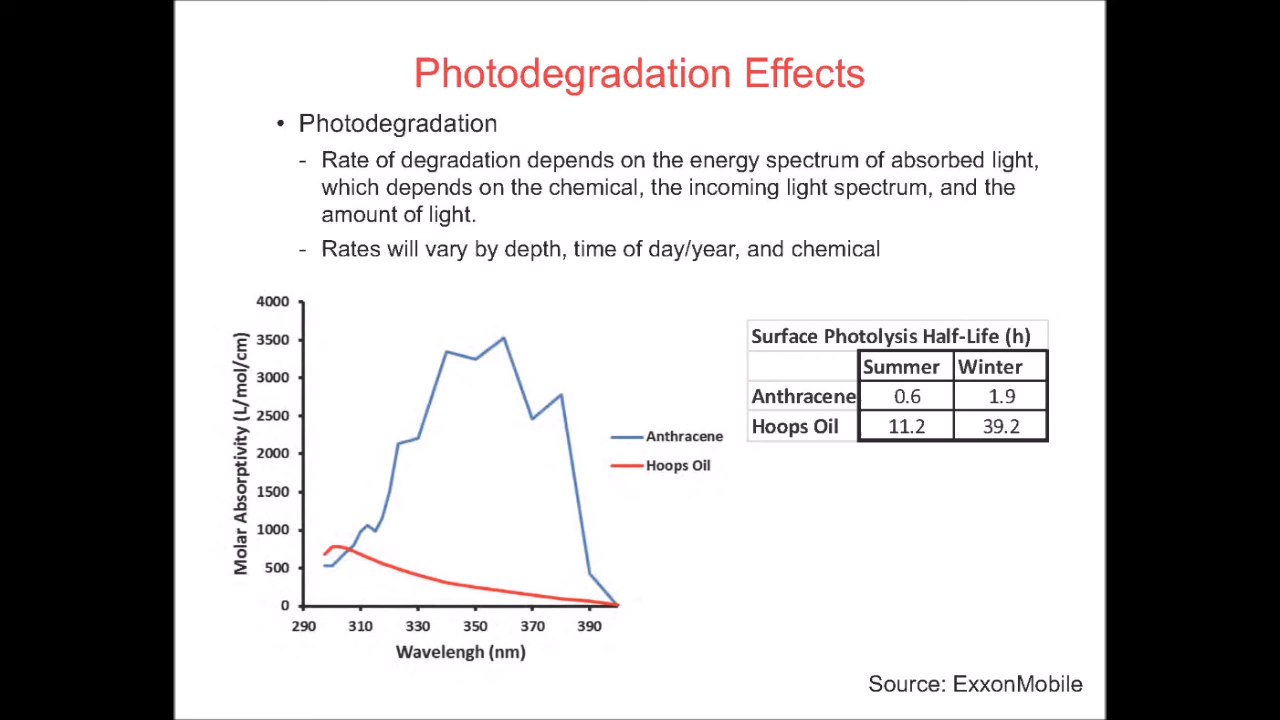 Photodegradation Effects
• Photodegradation
- Rate of degradation depends on the energy spectrum of absorbed light,
which depends on the chemical, the incoming light spectrum, and the
amount of light.
- Rates will vary by depth, time of day/year, and chemical
4000
3500
3000
2500
2000
1500
1000
500
0
Molar Absorptivity (L/mol/cm)
290 310 330 350 370 390
Wavelengh (nm)
Anthracene
Hoops Oil
Surface Photolysis Half-Life (h)
Summer Winter
Anthracene 0.6 1.9
Hoops Oil 11.2 39.2
Source: ExxonMobile